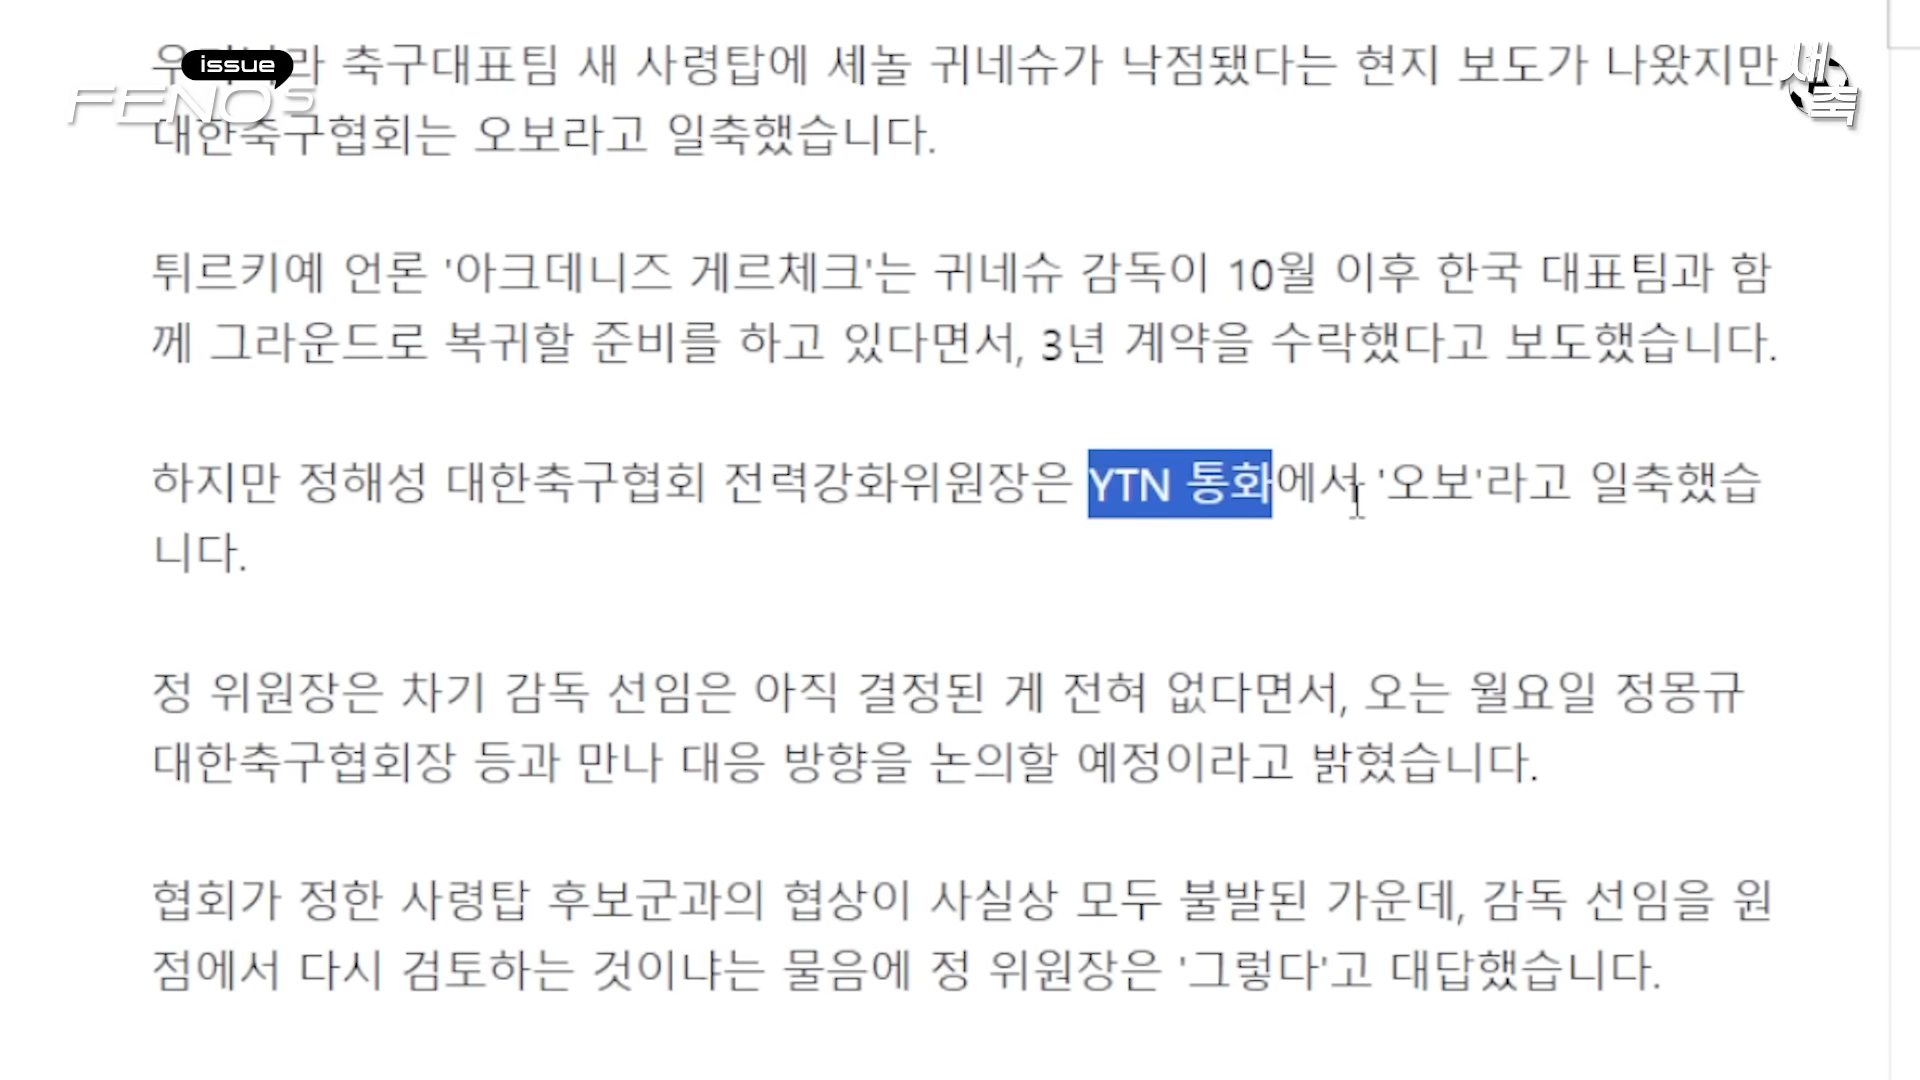 issue
FENO
세축
우리나라 축구대표팀 새 사령탑에 셰놀 귀네슈가 낙점됐다는 현지 보도가 나왔지만,
대한축구협회는 오보라고 일축했습니다.
튀르키예 언론 '아크데니즈 게르체크'는 귀네슈 감독이 10월 이후 한국 대표팀과 함
께 그라운드로 복귀할 준비를 하고 있다면서, 3년 계약을 수락했다고 보도했습니다.
하지만 정해성 대한축구협회 전력강화위원장은 YTN 통화에서 '오보'라고 일축했습
니다.
정 위원장은 차기 감독 선임은 아직 결정된 게 전혀 없다면서, 오는 월요일 정몽규
대한축구협회장 등과 만나 대응 방향을 논의할 예정이라고 밝혔습니다.
협회가 정한 사령탑 후보군과의 협상이 사실상 모두 불발된 가운데, 감독 선임을 원
점에서 다시 검토하는 것이냐는 물음에 정 위원장은 '그렇다'고 대답했습니다.